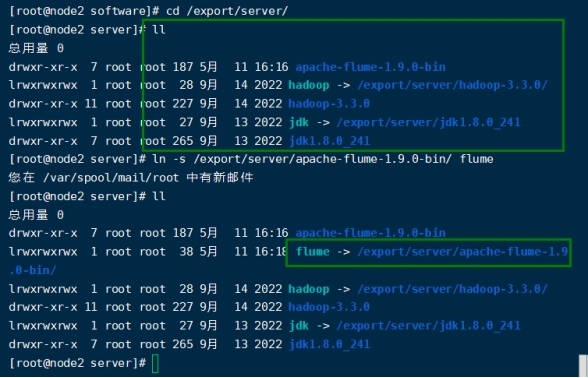 [root@node2 software]# cd /export/server/
[root@node2 server]# ll
总用量 0
drwxr-xr-x  7 root root 187 5月  11 16:16 apache-flume-1.9.0-bin
lrwxrwxrwx  1 root root  28 9月  14 2022 hadoop -> /export/server/hadoop-3.3.0/
drwxr-xr-x 11 root root 227 9月  14 2022 hadoop-3.3.0
lrwxrwxrwx  1 root root  27 9月  13 2022 jdk -> /export/server/jdk1.8.0_241
drwxr-xr-x  7 root root 265 9月  13 2022 jdk1.8.0_241
[root@node2 server]# ln -s /export/server/apache-flume-1.9.0-bin/ flume
您在 /var/spool/mail/root 中有新邮件
[root@node2 server]# ll
总用量 0
drwxr-xr-x  7 root root 187 5月  11 16:16 apache-flume-1.9.0-bin
lrwxrwxrwx  1 root root  38 5月  11 16:18 flume -> /export/server/apache-flume-1.9
.0-bin/
lrwxrwxrwx  1 root root  28 9月  14 2022 hadoop -> /export/server/hadoop-3.3.0/
drwxr-xr-x 11 root root 227 9月  14 2022 hadoop-3.3.0
lrwxrwxrwx  1 root root  27 9月  13 2022 jdk -> /export/server/jdk1.8.0_241
drwxr-xr-x  7 root root 265 9月  13 2022 jdk1.8.0_241
[root@node2 server]#